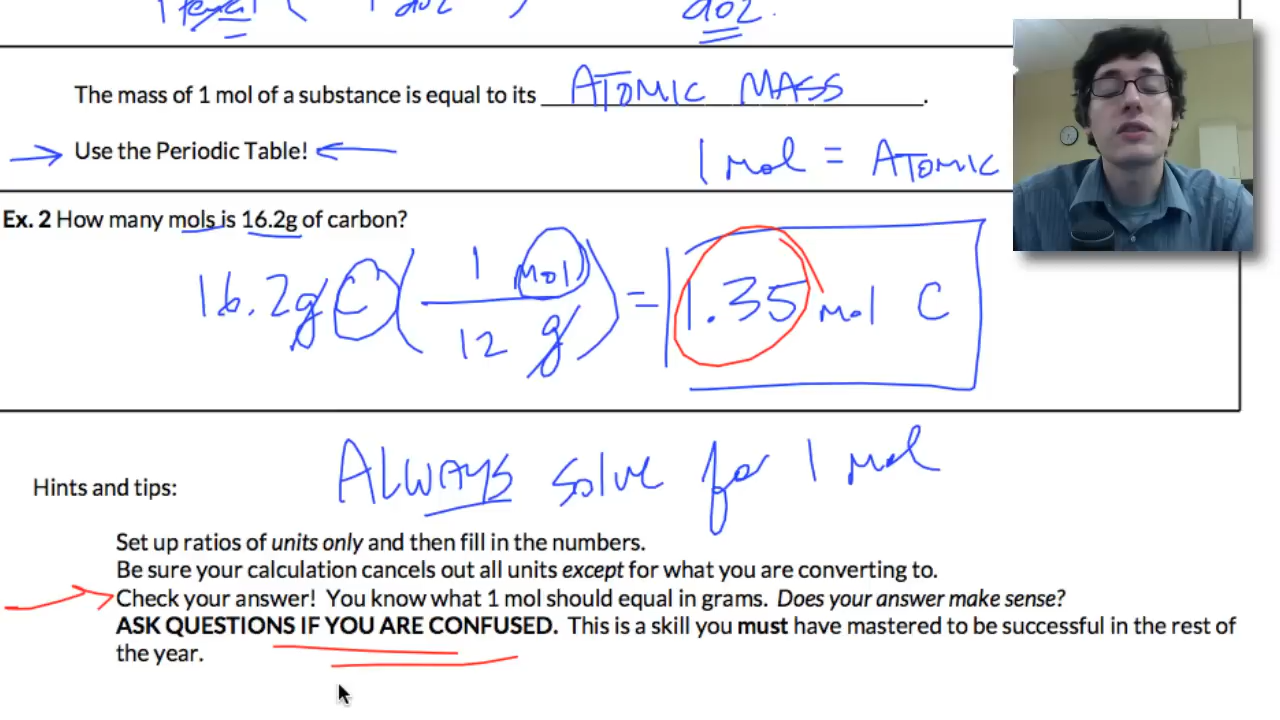 doz.
The mass of 1 mol of a substance is equal to its ATOMIC MASS.
→ Use the Periodic Table! ←
1 mol = ATOMIC
Ex. 2 How many mols is 16.2g of carbon?
16.2g C (1 mol / 12 g) = 1.35 mol C
ALWAYS solve for 1 mol
Hints and tips:
Set up ratios of units only and then fill in the numbers.
Be sure your calculation cancels out all units except for what you are converting to.
Check your answer! You know what 1 mol should equal in grams. Does your answer make sense?
ASK QUESTIONS IF YOU ARE CONFUSED. This is a skill you must have mastered to be successful in the rest of
the year.